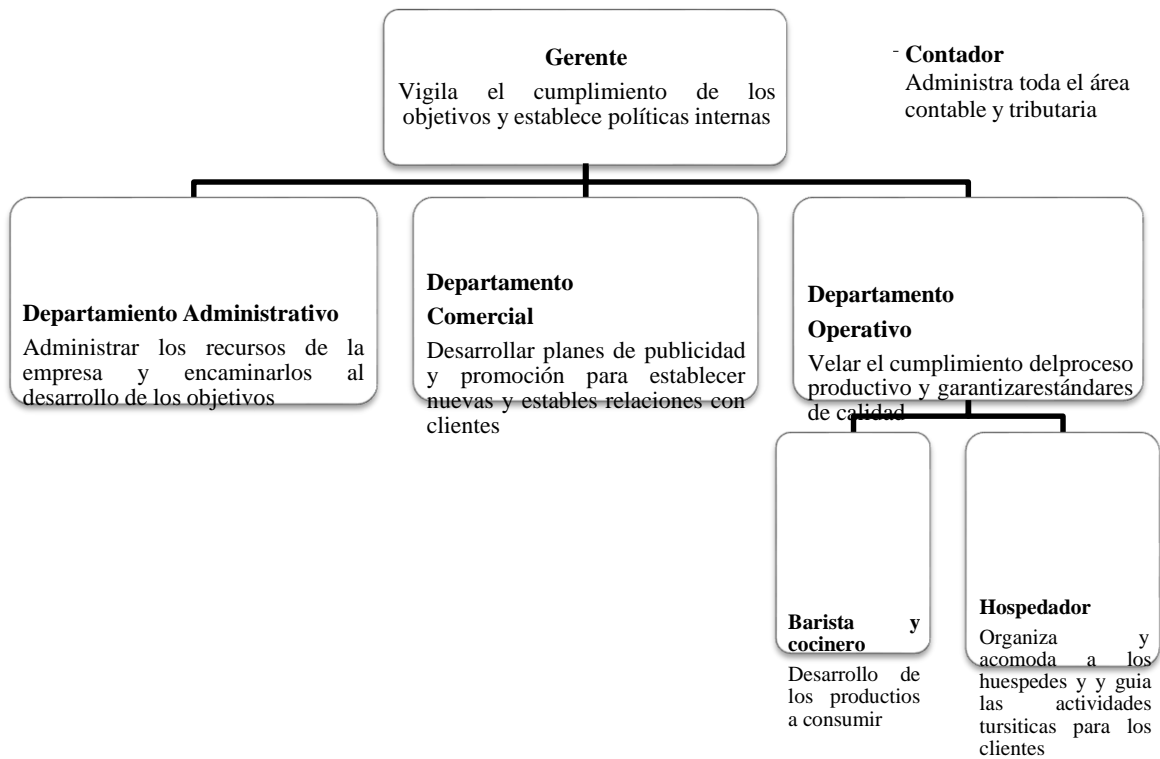 Gerente
Vigila el cumplimiento de los
objetivos y establece políticas internas
- Contador
Administra toda el área
contable y tributaria
Departamiento Administrativo
Administrar los recursos de la
empresa y encaminarlos al
desarrollo de los objetivos
Departamento
Comercial
Desarrollar planes de publicidad
y promoción para establecer
nuevas y estables relaciones con
clientes
Departamento
Operativo
Velar el cumplimiento delproceso
productivo y garantizarestándares
de calidad
Barista y
cocinero
Desarrollo de
los productios
a consumir
Hospedador
Organiza y
acomoda a los
huespedes y y guia
las actividades
tursiticas para los
clientes